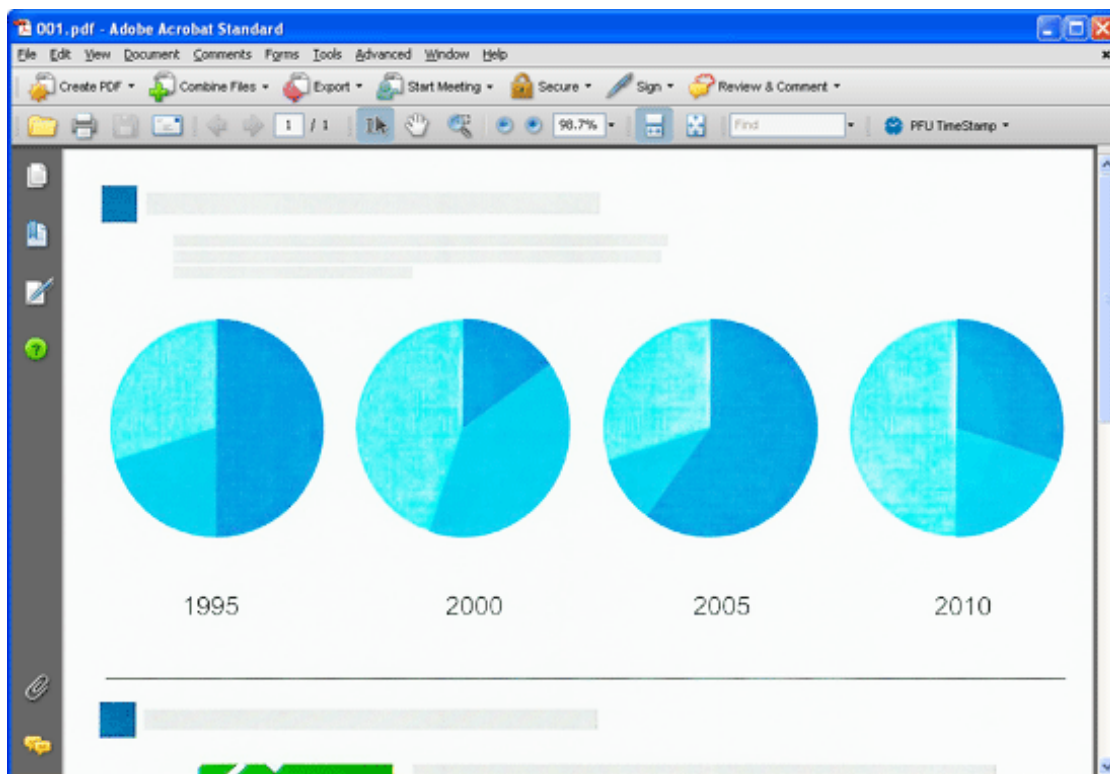 001.pdf - Adobe Acrobat Standard
File Edit View Document Comments Forms Tools Advanced Window Help
Create PDF Combine Files Export Start Meeting Secure Sign Review & Comment
1 / 1 98.7% Find PFU TimeStamp
1995 2000 2005 2010